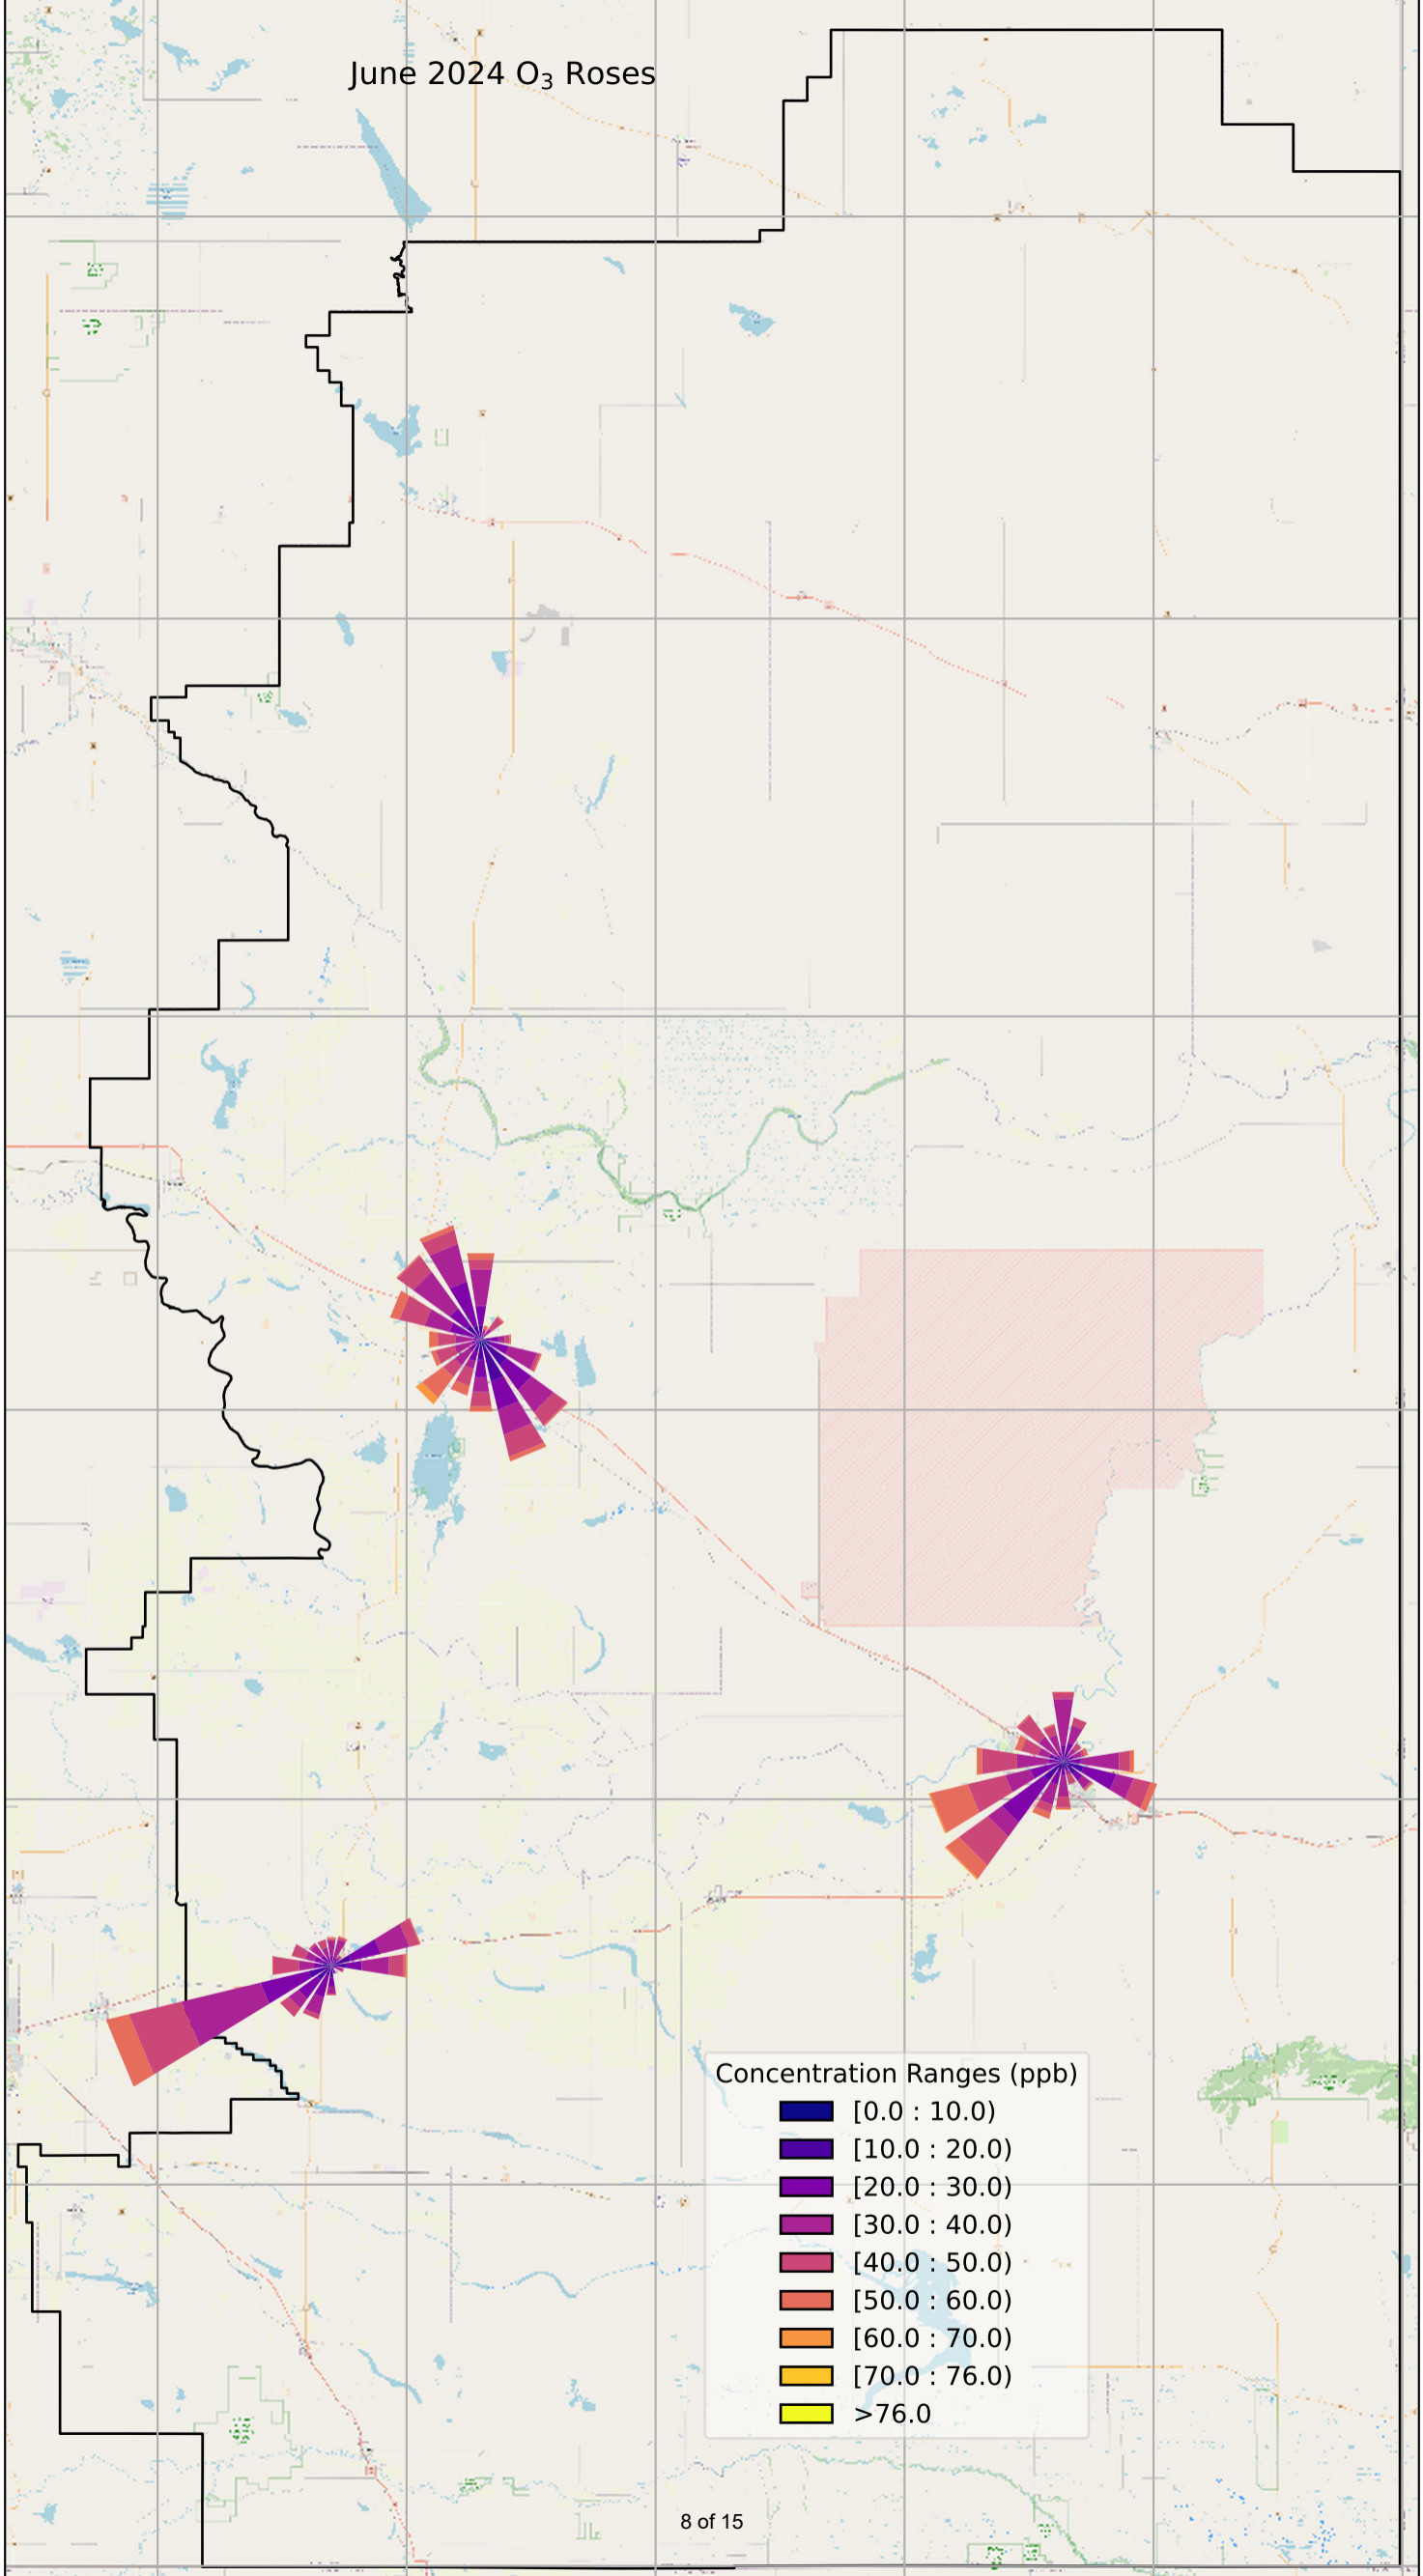 June 2024 O₃ Roses
Concentration Ranges (ppb)
[0.0 : 10.0)
[10.0 : 20.0)
[20.0 : 30.0)
[30.0 : 40.0)
[40.0 : 50.0)
[50.0 : 60.0)
[60.0 : 70.0)
[70.0 : 76.0)
>76.0
8 of 15